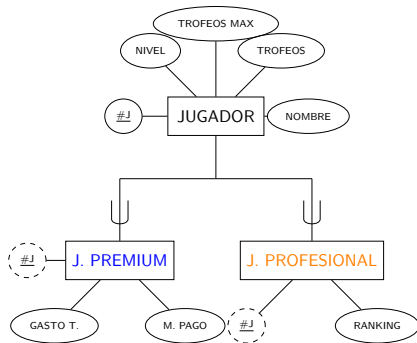 TROFEOS MAX
NIVEL
TROFEOS
#J
JUGADOR
NOMBRE
#J
J. PREMIUM
J. PROFESIONAL
GASTO T.
M. PAGO
#J
RANKING